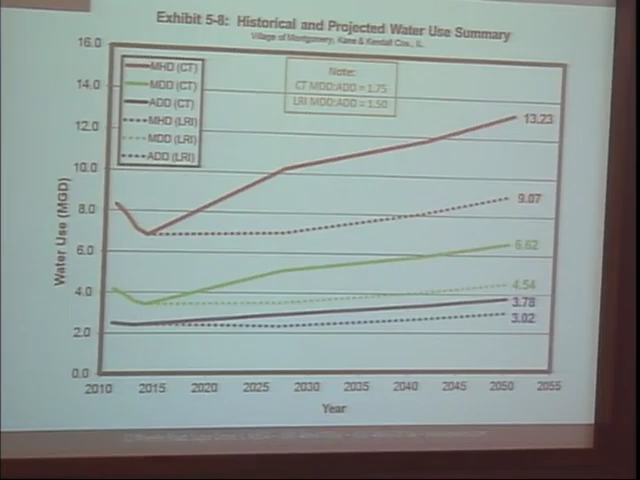 Exhibit 5-8: Historical and Projected Water Use Summary
Village of Montgomery, Kane & Kendall Cos., IL
16.0
14.0
12.0
10.0
8.0
6.0
4.0
2.0
0.0
Water Use (MGD)
MHD (CT)
MDD (CT)
ADD (CT)
MHD (LRI)
MDD (LRI)
ADD (LRI)
Note:
CT MDD:ADD = 1.75
LRI MDD:ADD = 1.50
13.23
9.07
6.62
4.54
3.78
3.02
2010 2015 2020 2025 2030 2035 2040 2045 2050 2055
Year